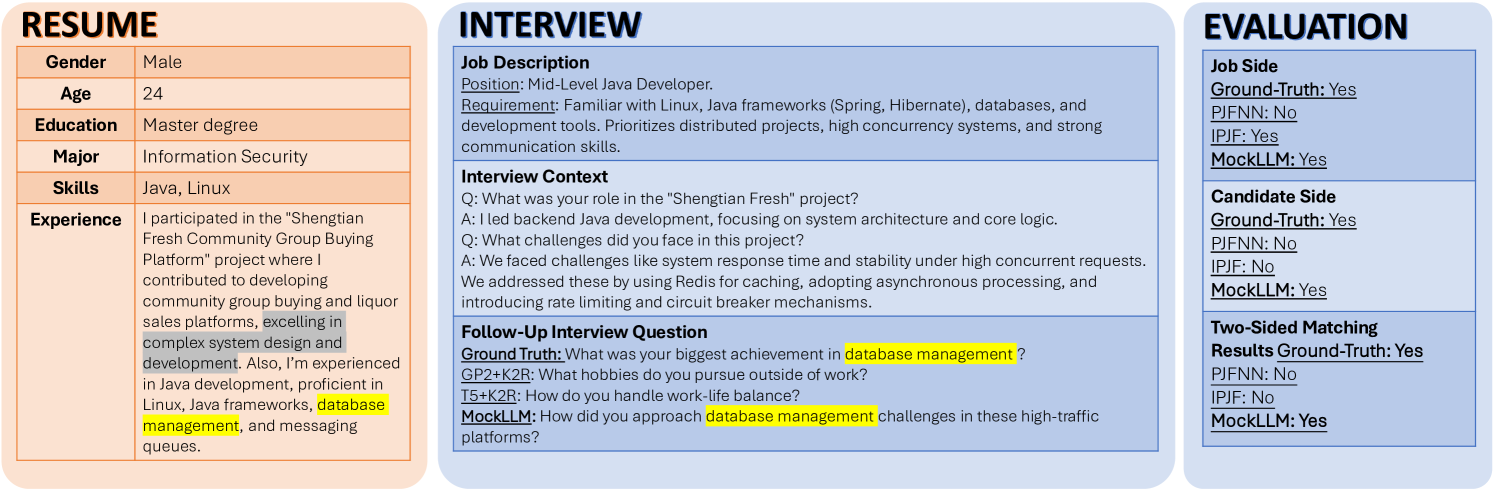 RESUME
Gender Male
Age 24
Education Master degree
Major Information Security
Skills Java, Linux
Experience I participated in the "Shengtian
Fresh Community Group Buying
Platform" project where I
contributed to developing
community group buying and liquor
sales platforms, excelling in
complex system design and
development. Also, I'm experienced
in Java development, proficient in
Linux, Java frameworks, database
management, and messaging
queues.
INTERVIEW
Job Description
Position: Mid-Level Java Developer.
Requirement: Familiar with Linux, Java frameworks (Spring, Hibernate), databases, and
development tools. Prioritizes distributed projects, high concurrency systems, and strong
communication skills.
Interview Context
Q: What was your role in the "Shengtian Fresh" project?
A: I led backend Java development, focusing on system architecture and core logic.
Q: What challenges did you face in this project?
A: We faced challenges like system response time and stability under high concurrent requests.
We addressed these by using Redis for caching, adopting asynchronous processing, and
introducing rate limiting and circuit breaker mechanisms.
Follow-Up Interview Question
Ground Truth: What was your biggest achievement in database management ?
GP2+K2R: What hobbies do you pursue outside of work?
T5+K2R: How do you handle work-life balance?
MockLLM: How did you approach database management challenges in these high-traffic
platforms?
EVALUATION
Job Side
Ground-Truth: Yes
PJFNN: No
IPJF: Yes
MockLLM: Yes
Candidate Side
Ground-Truth: Yes
PJFNN: No
IPJF: No
MockLLM: Yes
Two-Sided Matching
Results Ground-Truth: Yes
PJFNN: No
IPJF: No
MockLLM: Yes